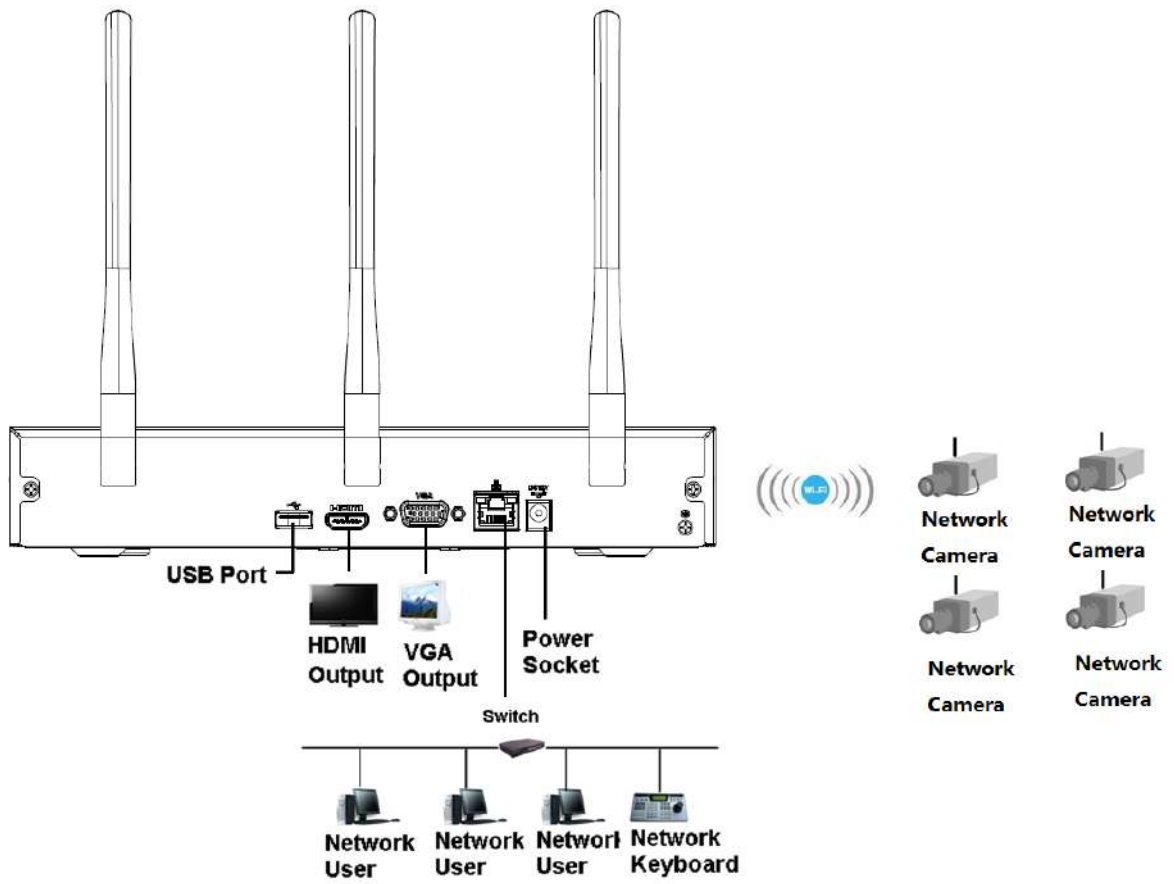 HDMI
VGA
WI-FI
USB Port
HDMI
Output
VGA
Output
Power
Socket
Switch
Network
User
Network
User
Network
User
Network
Keyboard
Network
Camera
Network
Camera
Network
Camera
Network
Camera